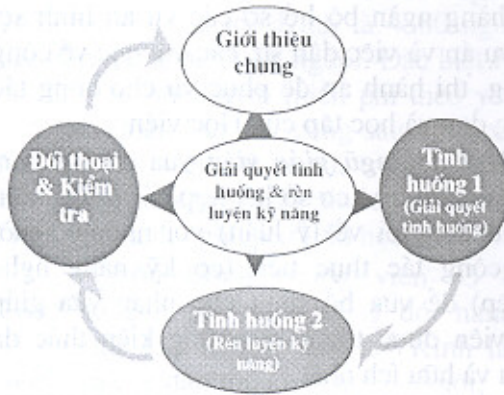 Giới thiệu
chung
Đối thoại
& Kiểm
tra
Giải quyết tình
huống & rèn
luyện kỹ năng
Tình
huống 1
(Giải quyết
tình huống)
Tình huống 2
(Rèn luyện kỹ
năng)